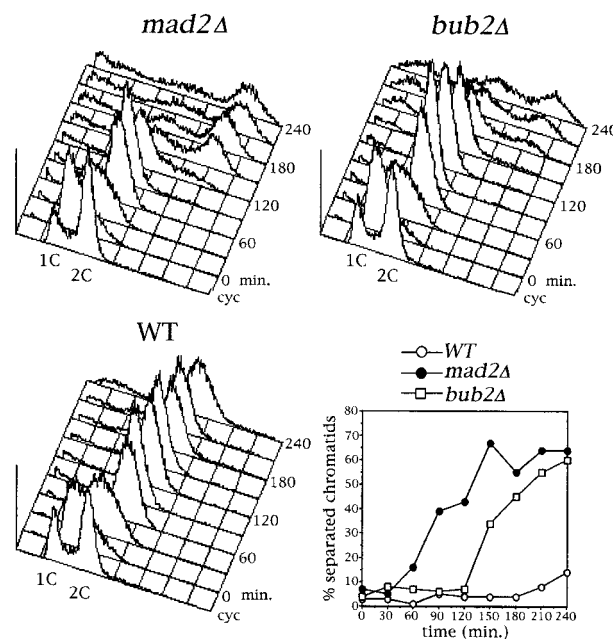 mad2Δ
240
180
120
60
0 min.
cyc
1C
2C
bub2Δ
240
180
120
60
0 min.
cyc
1C
2C
WT
240
180
120
60
0 min.
cyc
1C
2C
WT
mad2Δ
bub2Δ
% separated chromatids
80
70
60
50
40
30
20
10
0
0 30 60 90 120 150 180 210 240
time (min.)